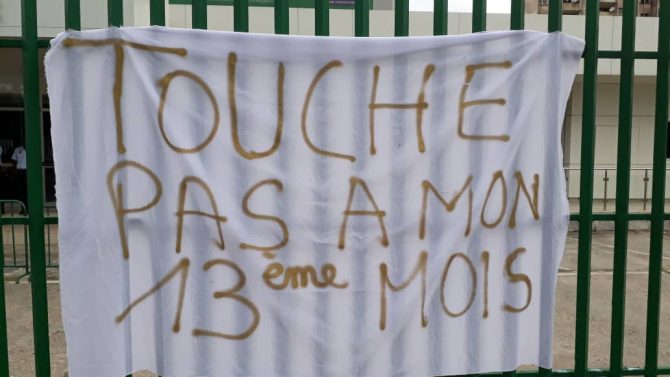 TOUCHE
PAS A MON
13ème MOIS